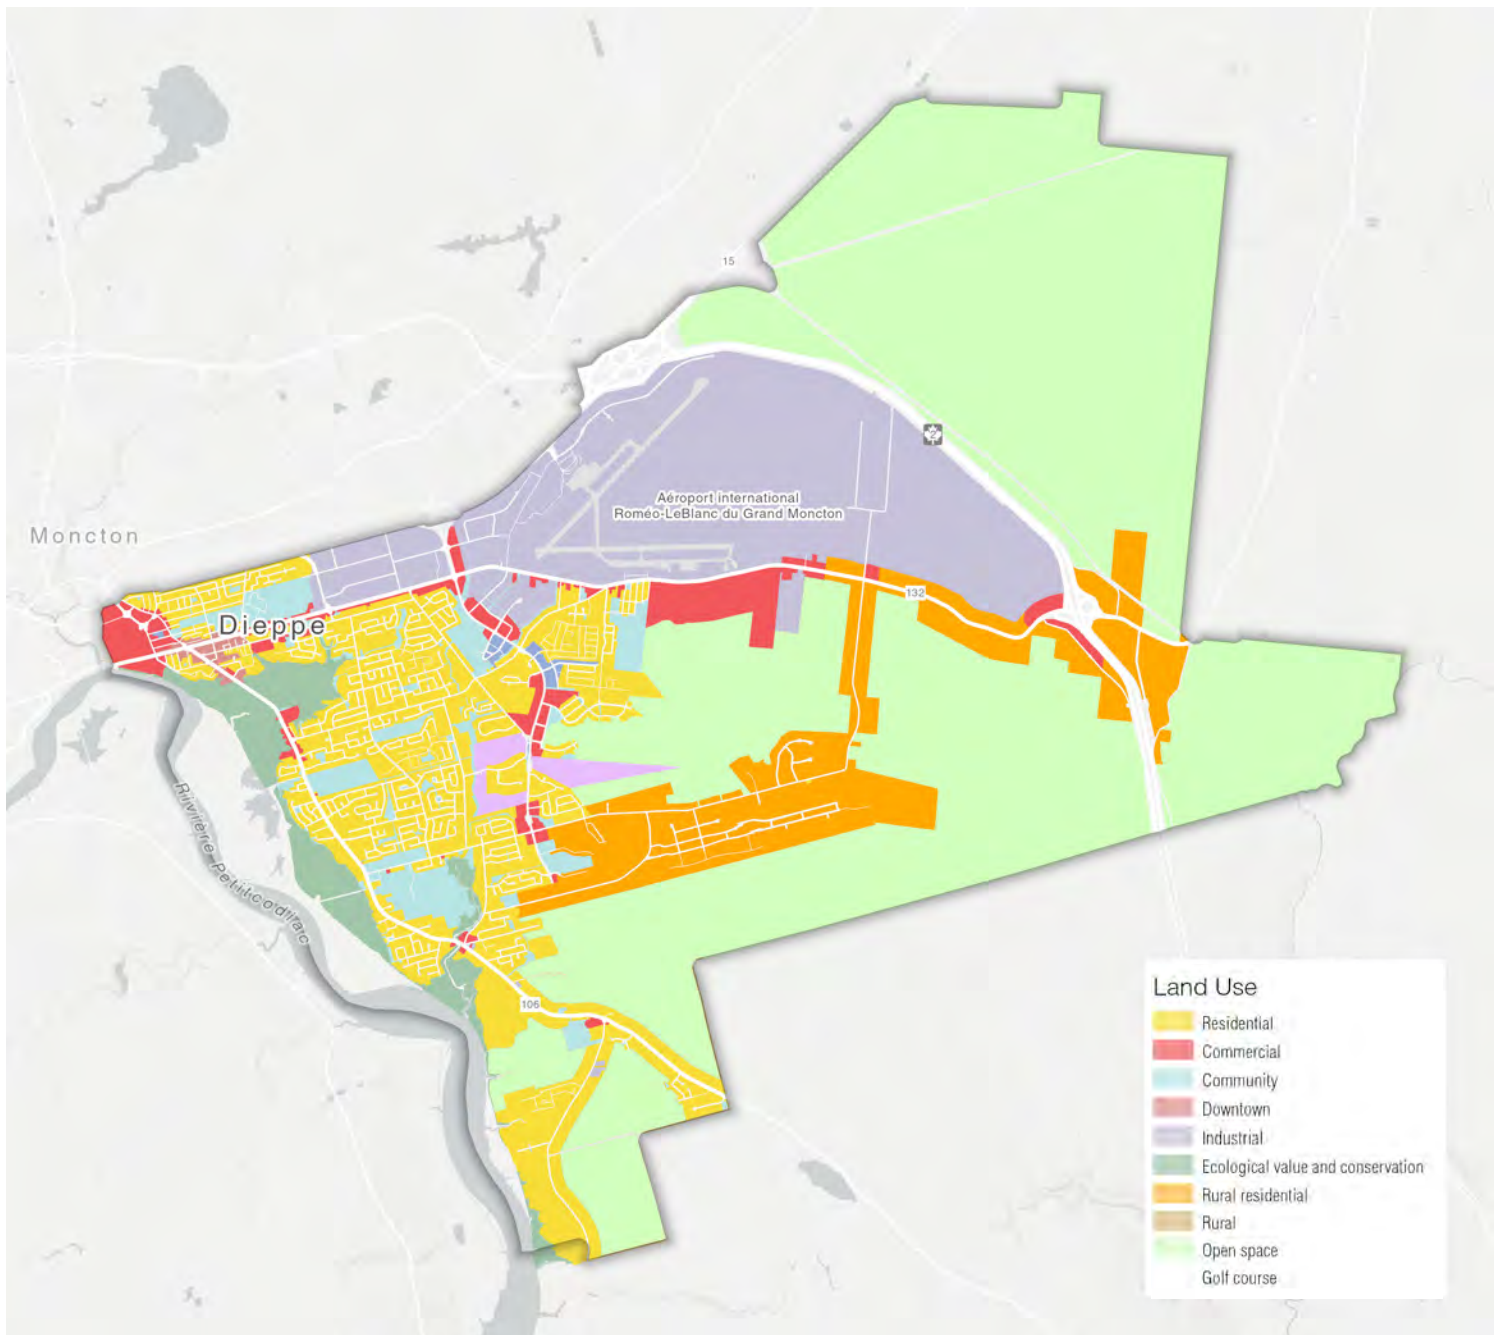 15
2
Aéroport international
Roméo-LeBlanc du Grand Moncton
Moncton
132
Dieppe
Rivière Petitcodiac
106
Land Use
Residential
Commercial
Community
Downtown
Industrial
Ecological value and conservation
Rural residential
Rural
Open space
Golf course